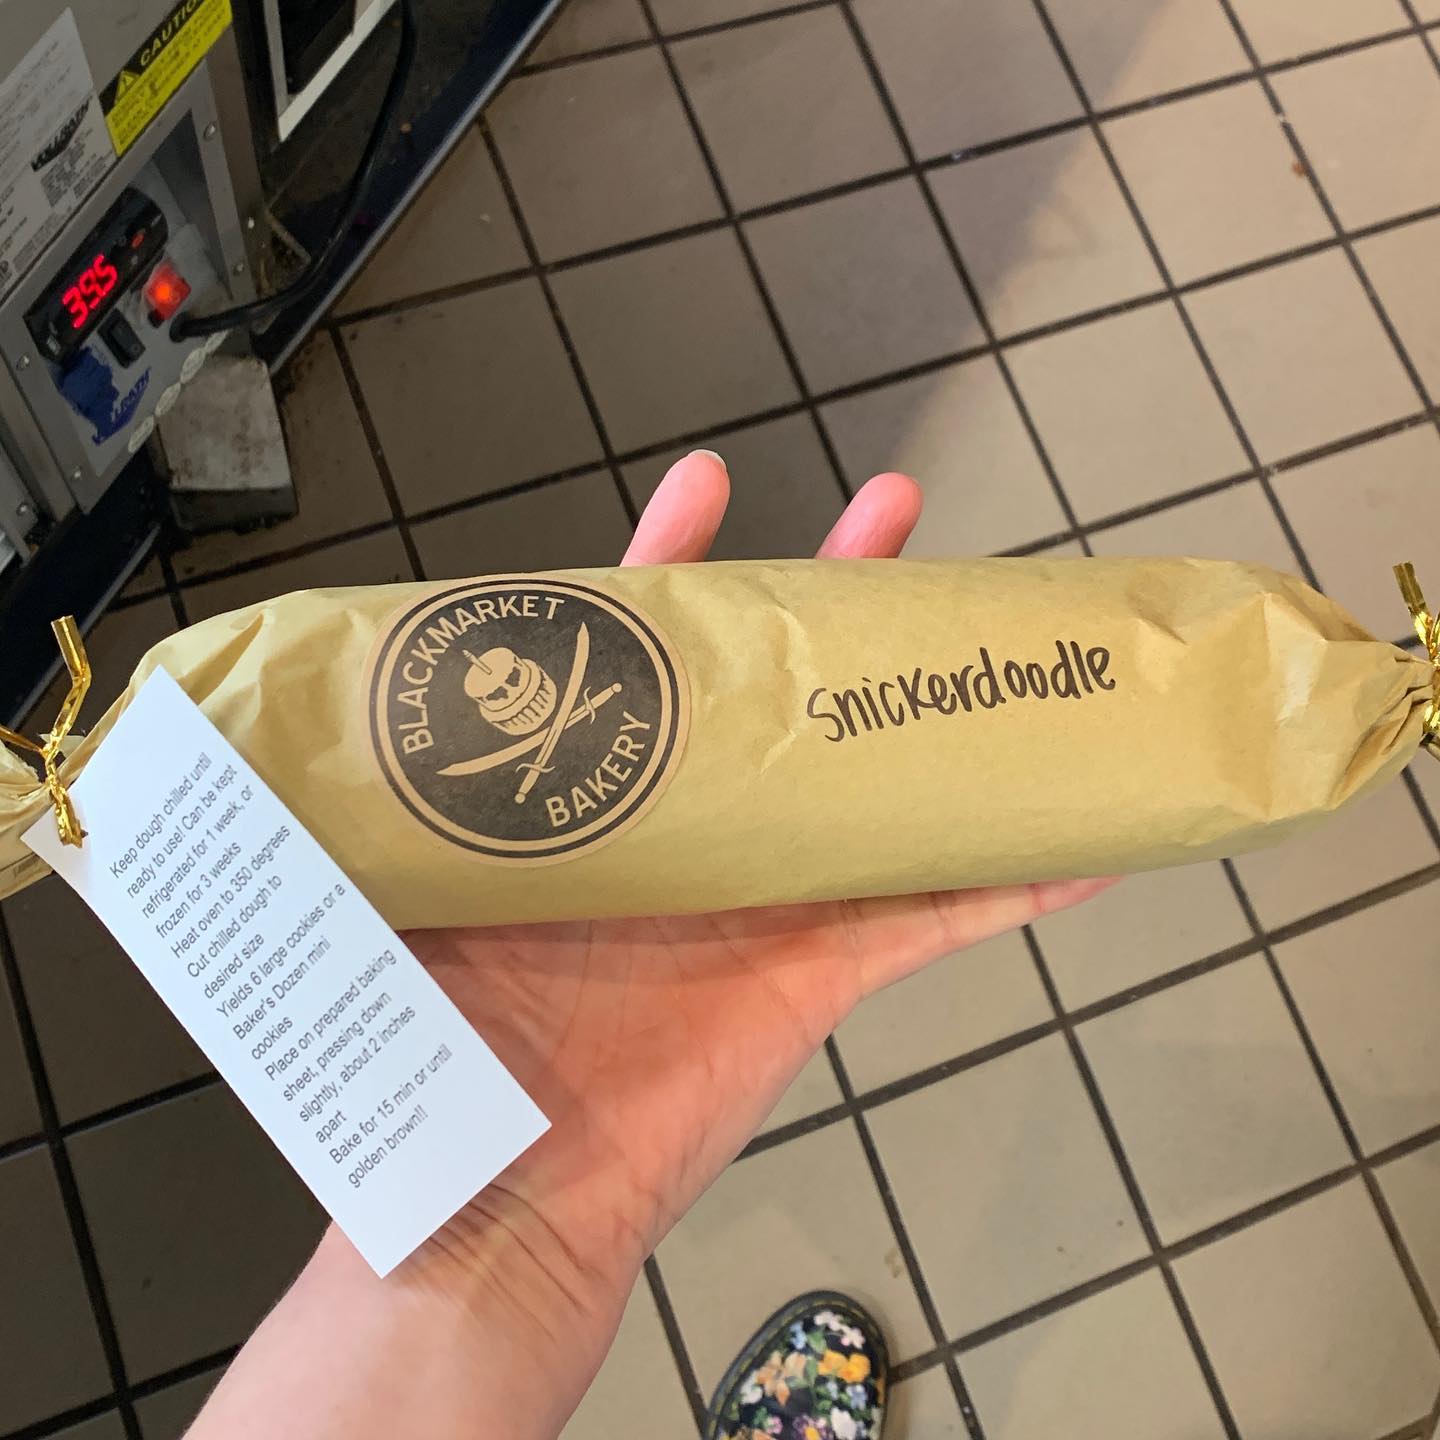 CAUTION
VOLLRATH
39.5
BLACKMARKET
BAKERY
snickerdoodle
Keep dough chilled until
ready to use! Can be kept
refrigerated for 1 week, or
frozen for 3 weeks
Heat oven to 350 degrees
Cut chilled dough to
desired size
Yields 6 large cookies or a
Baker's Dozen mini
cookies
Place on prepared baking
sheet, pressing down
slightly, about 2 inches
apart
Bake for 15 min or until
golden brown!!